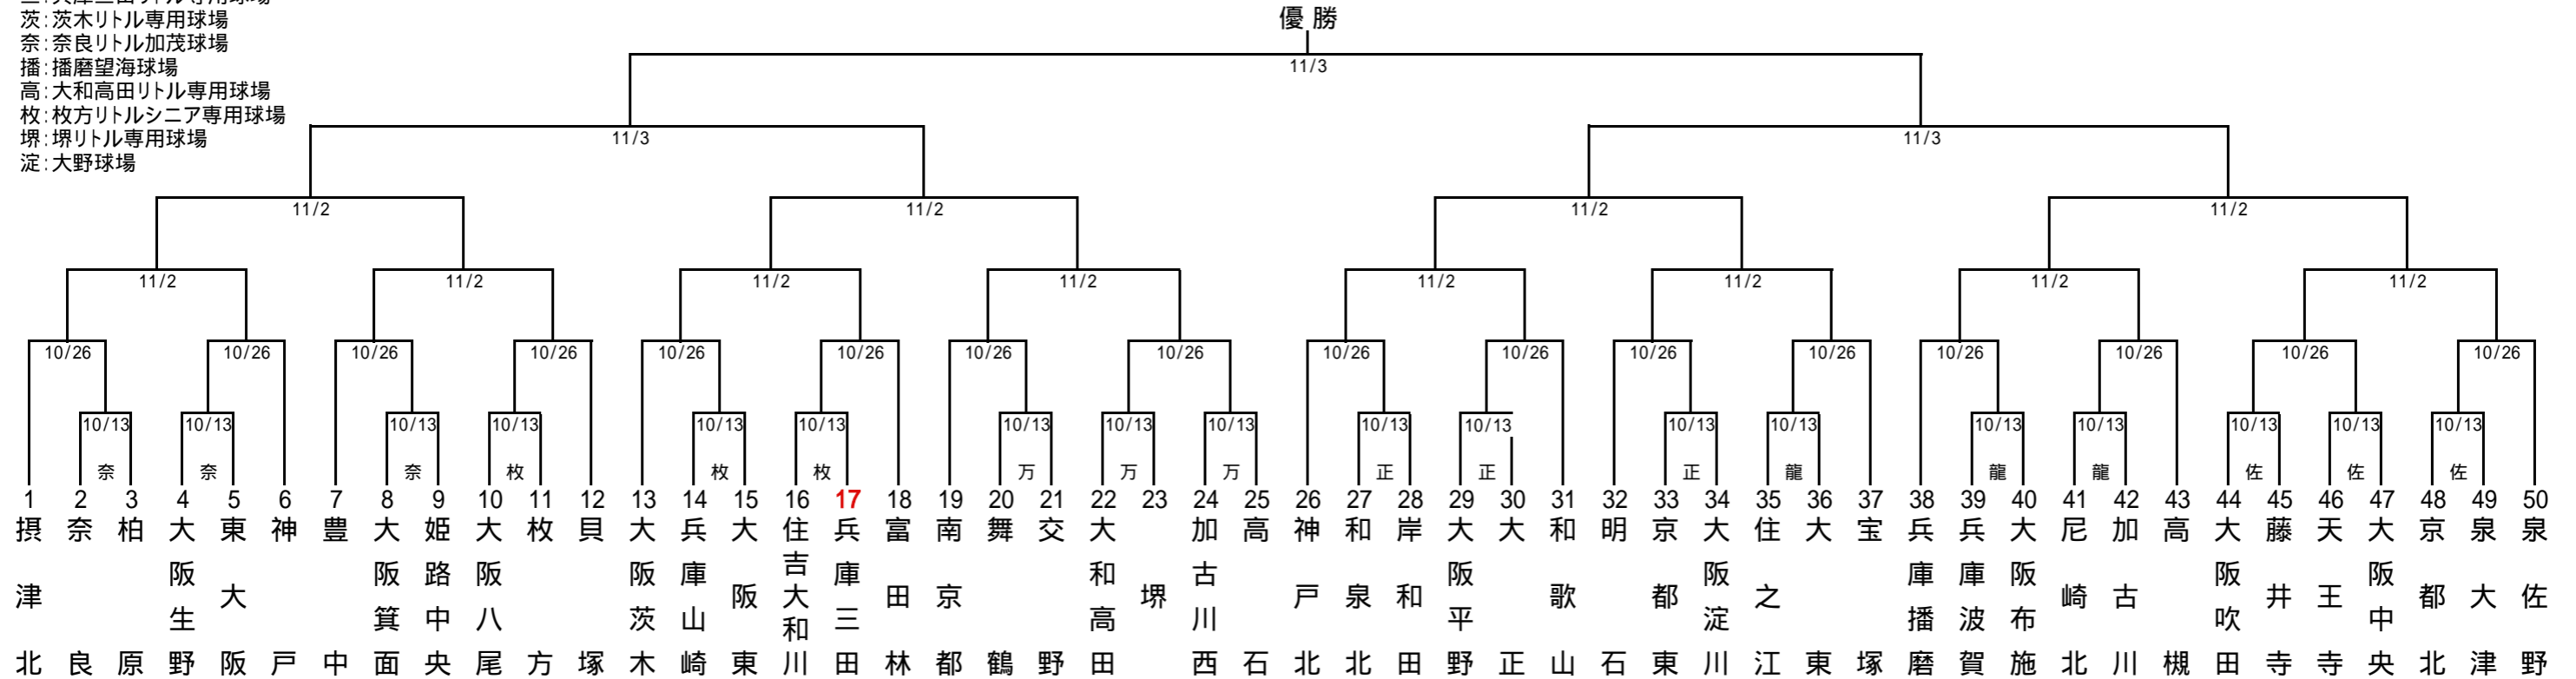 茨:茨木リトル専用球場
奈:奈良リトル加茂球場
播:播磨望海球場
高:大和高田リトル専用球場
枚:枚方リトルシニア専用球場
堺:堺リトル専用球場
淀:大野球場
優 勝
11/3
11/3 11/3
11/2 11/2 11/2 11/2
11/2 11/2 11/2 11/2 11/2 11/2 11/2 11/2
10/26 10/26 10/26 10/26 10/26 10/26 10/26 10/26 10/26 10/26 10/26 10/26 10/26 10/26 10/26 10/26
10/13 10/13 10/13 10/13 10/13 10/13 10/13 10/13 10/13 10/13 10/13 10/13 10/13 10/13 10/13 10/13 10/13 10/13
奈 奈 奈 枚 枚 枚 万 万 万 正 正 正 龍 龍 龍 佐 佐 佐
1 摂津北
2 奈良
3 柏原
4 大阪生野
5 東大阪
6 神戸
7 豊中
8 大阪箕面
9 姫路中央
10 大阪八尾
11 枚方
12 貝塚
13 大阪茨木
14 兵庫山崎
15 大阪東
16 住吉大和川
17 兵庫三田
18 富田林
19 南京都
20 舞鶴
21 交野
22 大和高田
23 堺
24 加古川西
25 高石
26 神戸北
27 和泉北
28 岸和田
29 大阪平野
30 大正
31 和歌山
32 明石
33 京都東
34 大阪淀川
35 住之江
36 大東
37 宝塚
38 兵庫播磨
39 兵庫波賀
40 大阪布施
41 尼崎北
42 加古川
43 高槻
44 大阪吹田
45 藤井寺
46 天王寺
47 大阪中央
48 京都北
49 泉大津
50 泉佐野